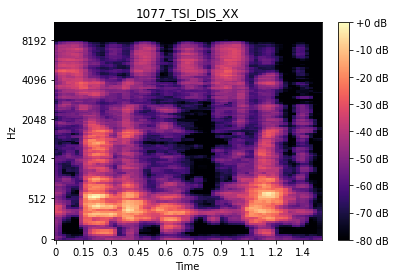 1077_TSI_DIS_XX
+0 dB
8192
-10 dB
4096
-20 dB
-30 dB
2048
Hz
-40 dB
1024
-50 dB
512
-60 dB
-70 dB
0
-80 dB
0 0.15 0.3 0.45 0.6 0.75 0.9 1.1 1.2 1.4
Time